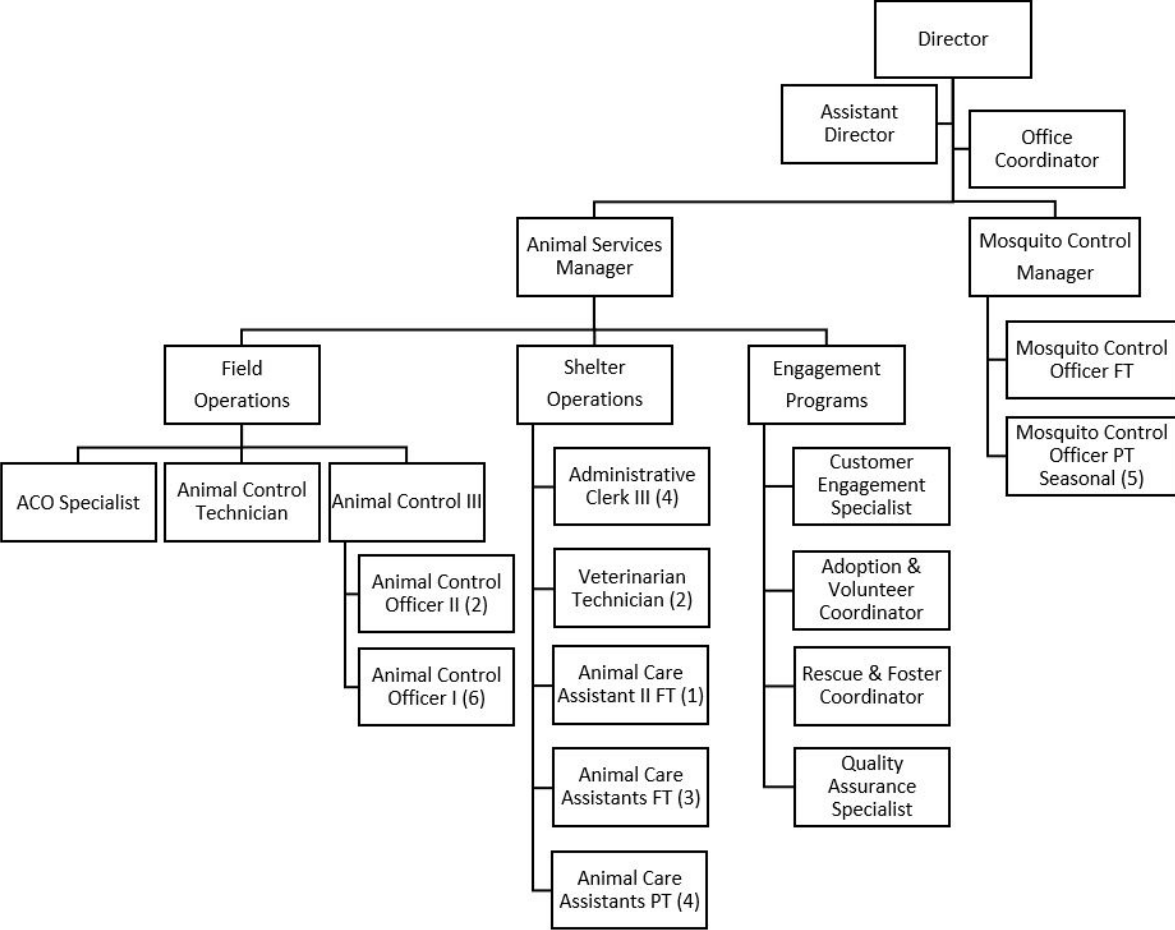 Director
Assistant
Director
Office
Coordinator
Animal Services
Manager
Mosquito Control
Manager
Mosquito Control
Officer FT
Mosquito Control
Officer PT
Seasonal (5)
Field
Operations
Shelter
Operations
Engagement
Programs
ACO Specialist
Animal Control
Technician
Animal Control III
Animal Control
Officer II (2)
Animal Control
Officer I (6)
Administrative
Clerk III (4)
Veterinarian
Technician (2)
Animal Care
Assistant II FT (1)
Animal Care
Assistants FT (3)
Animal Care
Assistants PT (4)
Customer
Engagement
Specialist
Adoption &
Volunteer
Coordinator
Rescue & Foster
Coordinator
Quality
Assurance
Specialist